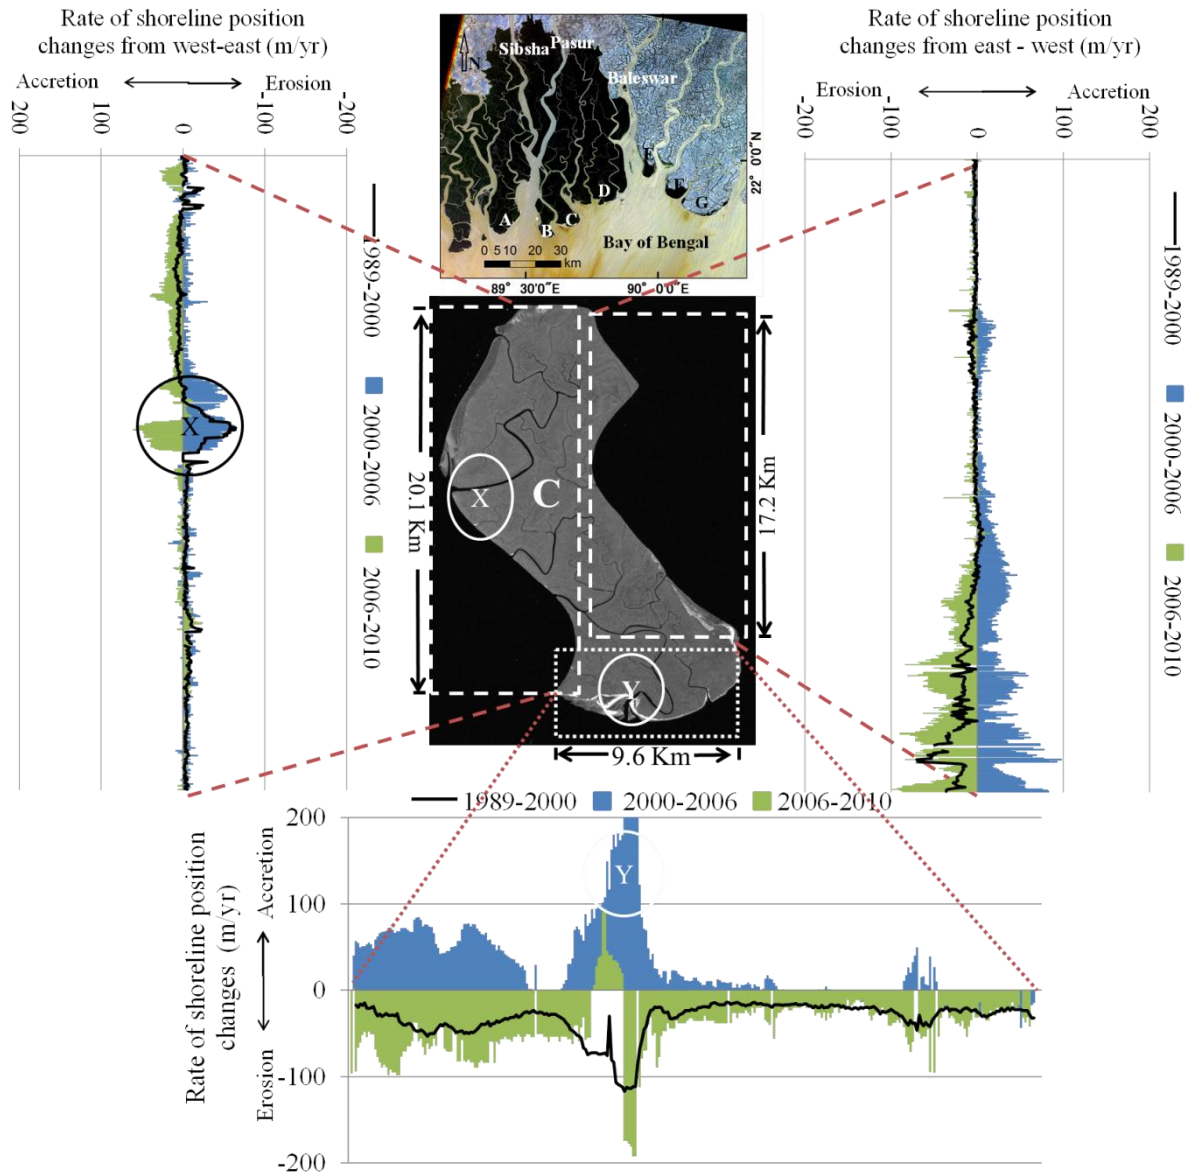 Rate of shoreline position
changes from west-east (m/yr)
Accretion
Erosion
200
100
0
-100
-200
X
1989-2000
2000-2006
2006-2010
N
Sibsha
Pasur
Baleswar
A
B
C
D
E
F
G
Bay of Bengal
0 5 10 20 30
km
89° 30'0"E
90° 0'0"E
22° 0'0"N
Rate of shoreline position
changes from east - west (m/yr)
Erosion
Accretion
-200
-100
0
100
200
1989-2000
2000-2006
2006-2010
20.1 Km
17.2 Km
X
C
Y
9.6 Km
1989-2000
2000-2006
2006-2010
Rate of shoreline position
changes (m/yr)
Erosion
Accretion
200
100
0
-100
-200
Y